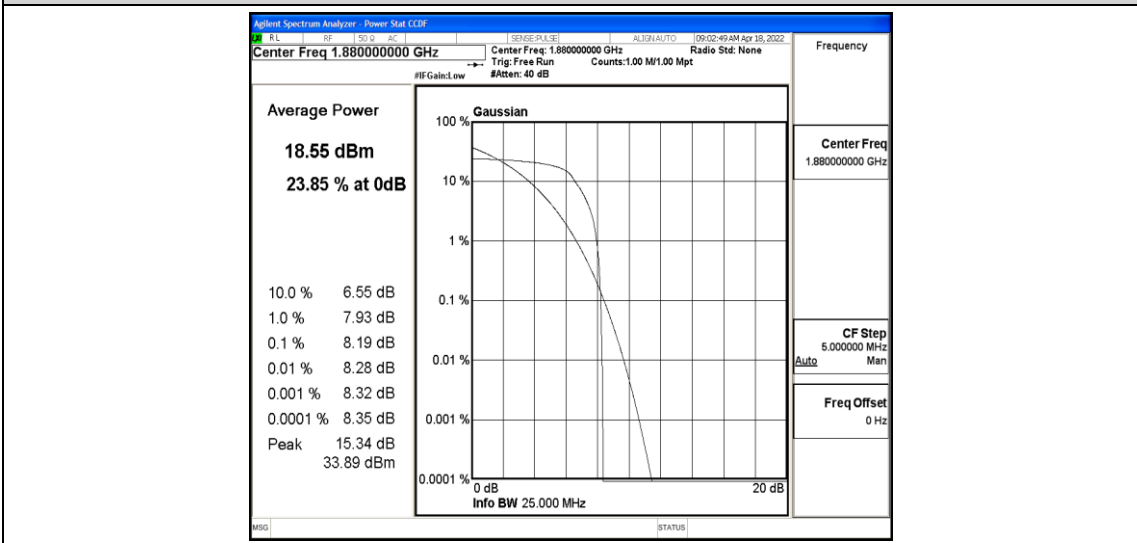 Agilent Spectrum Analyzer - Power Stat CCDF
RL RF 50 Ω AC SENSE:PULSE ALIGN AUTO 09:02:49 AM Apr 18, 2022
Center Freq 1.880000000 GHz
Center Freq: 1.880000000 GHz Radio Std: None
Trig: Free Run Counts:1.00 M/1.00 Mpt
#IFGain:Low #Atten: 40 dB
Average Power
18.55 dBm
23.85 % at 0dB
10.0 % 6.55 dB
1.0 % 7.93 dB
0.1 % 8.19 dB
0.01 % 8.28 dB
0.001 % 8.32 dB
0.0001 % 8.35 dB
Peak 15.34 dB
33.89 dBm
Gaussian
100 %
10 %
1 %
0.1 %
0.01 %
0.001 %
0.0001 %
0 dB 20 dB
Info BW 25.000 MHz
Frequency
Center Freq
1.880000000 GHz
CF Step
5.000000 MHz
Auto Man
Freq Offset
0 Hz
MSG STATUS